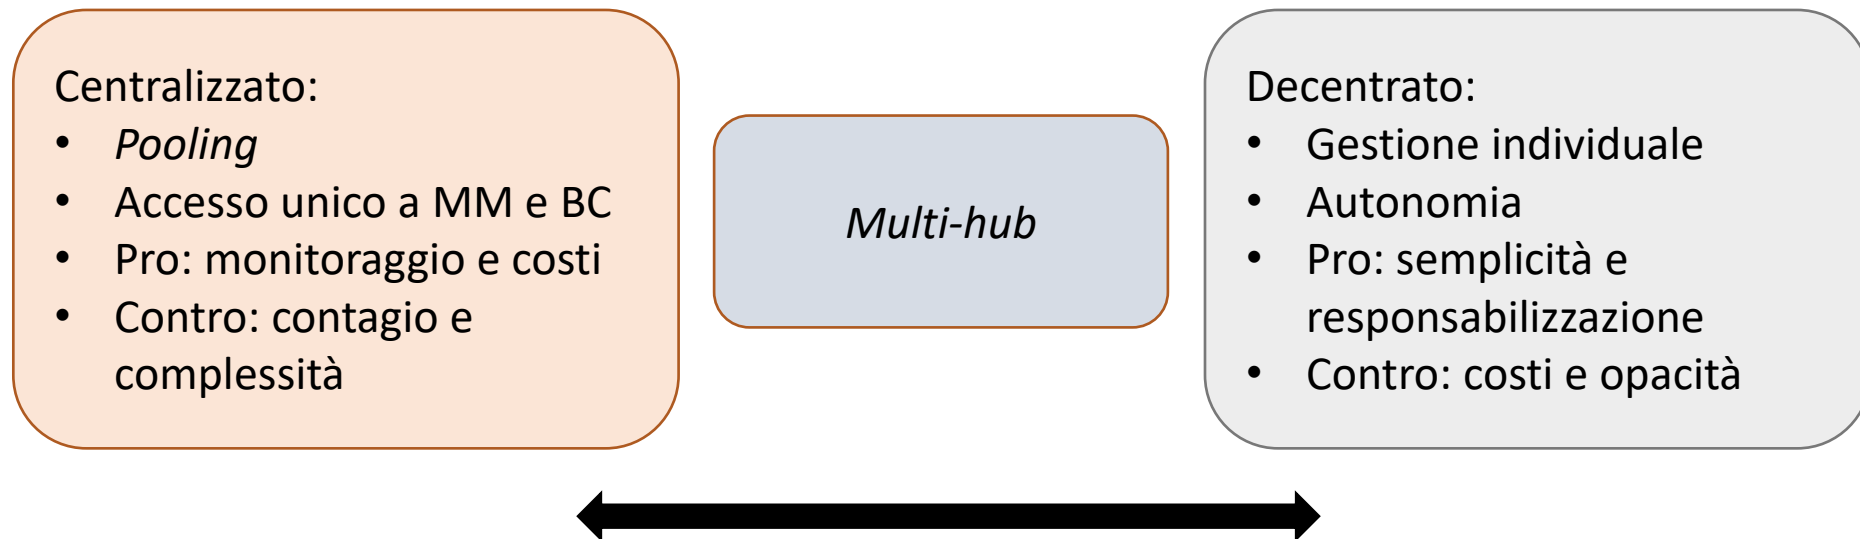 Centralizzato:
• Pooling
• Accesso unico a MM e BC
• Pro: monitoraggio e costi
• Contro: contagio e
complessità
Multi-hub
Decentrato:
• Gestione individuale
• Autonomia
• Pro: semplicità e
responsabilizzazione
• Contro: costi e opacità